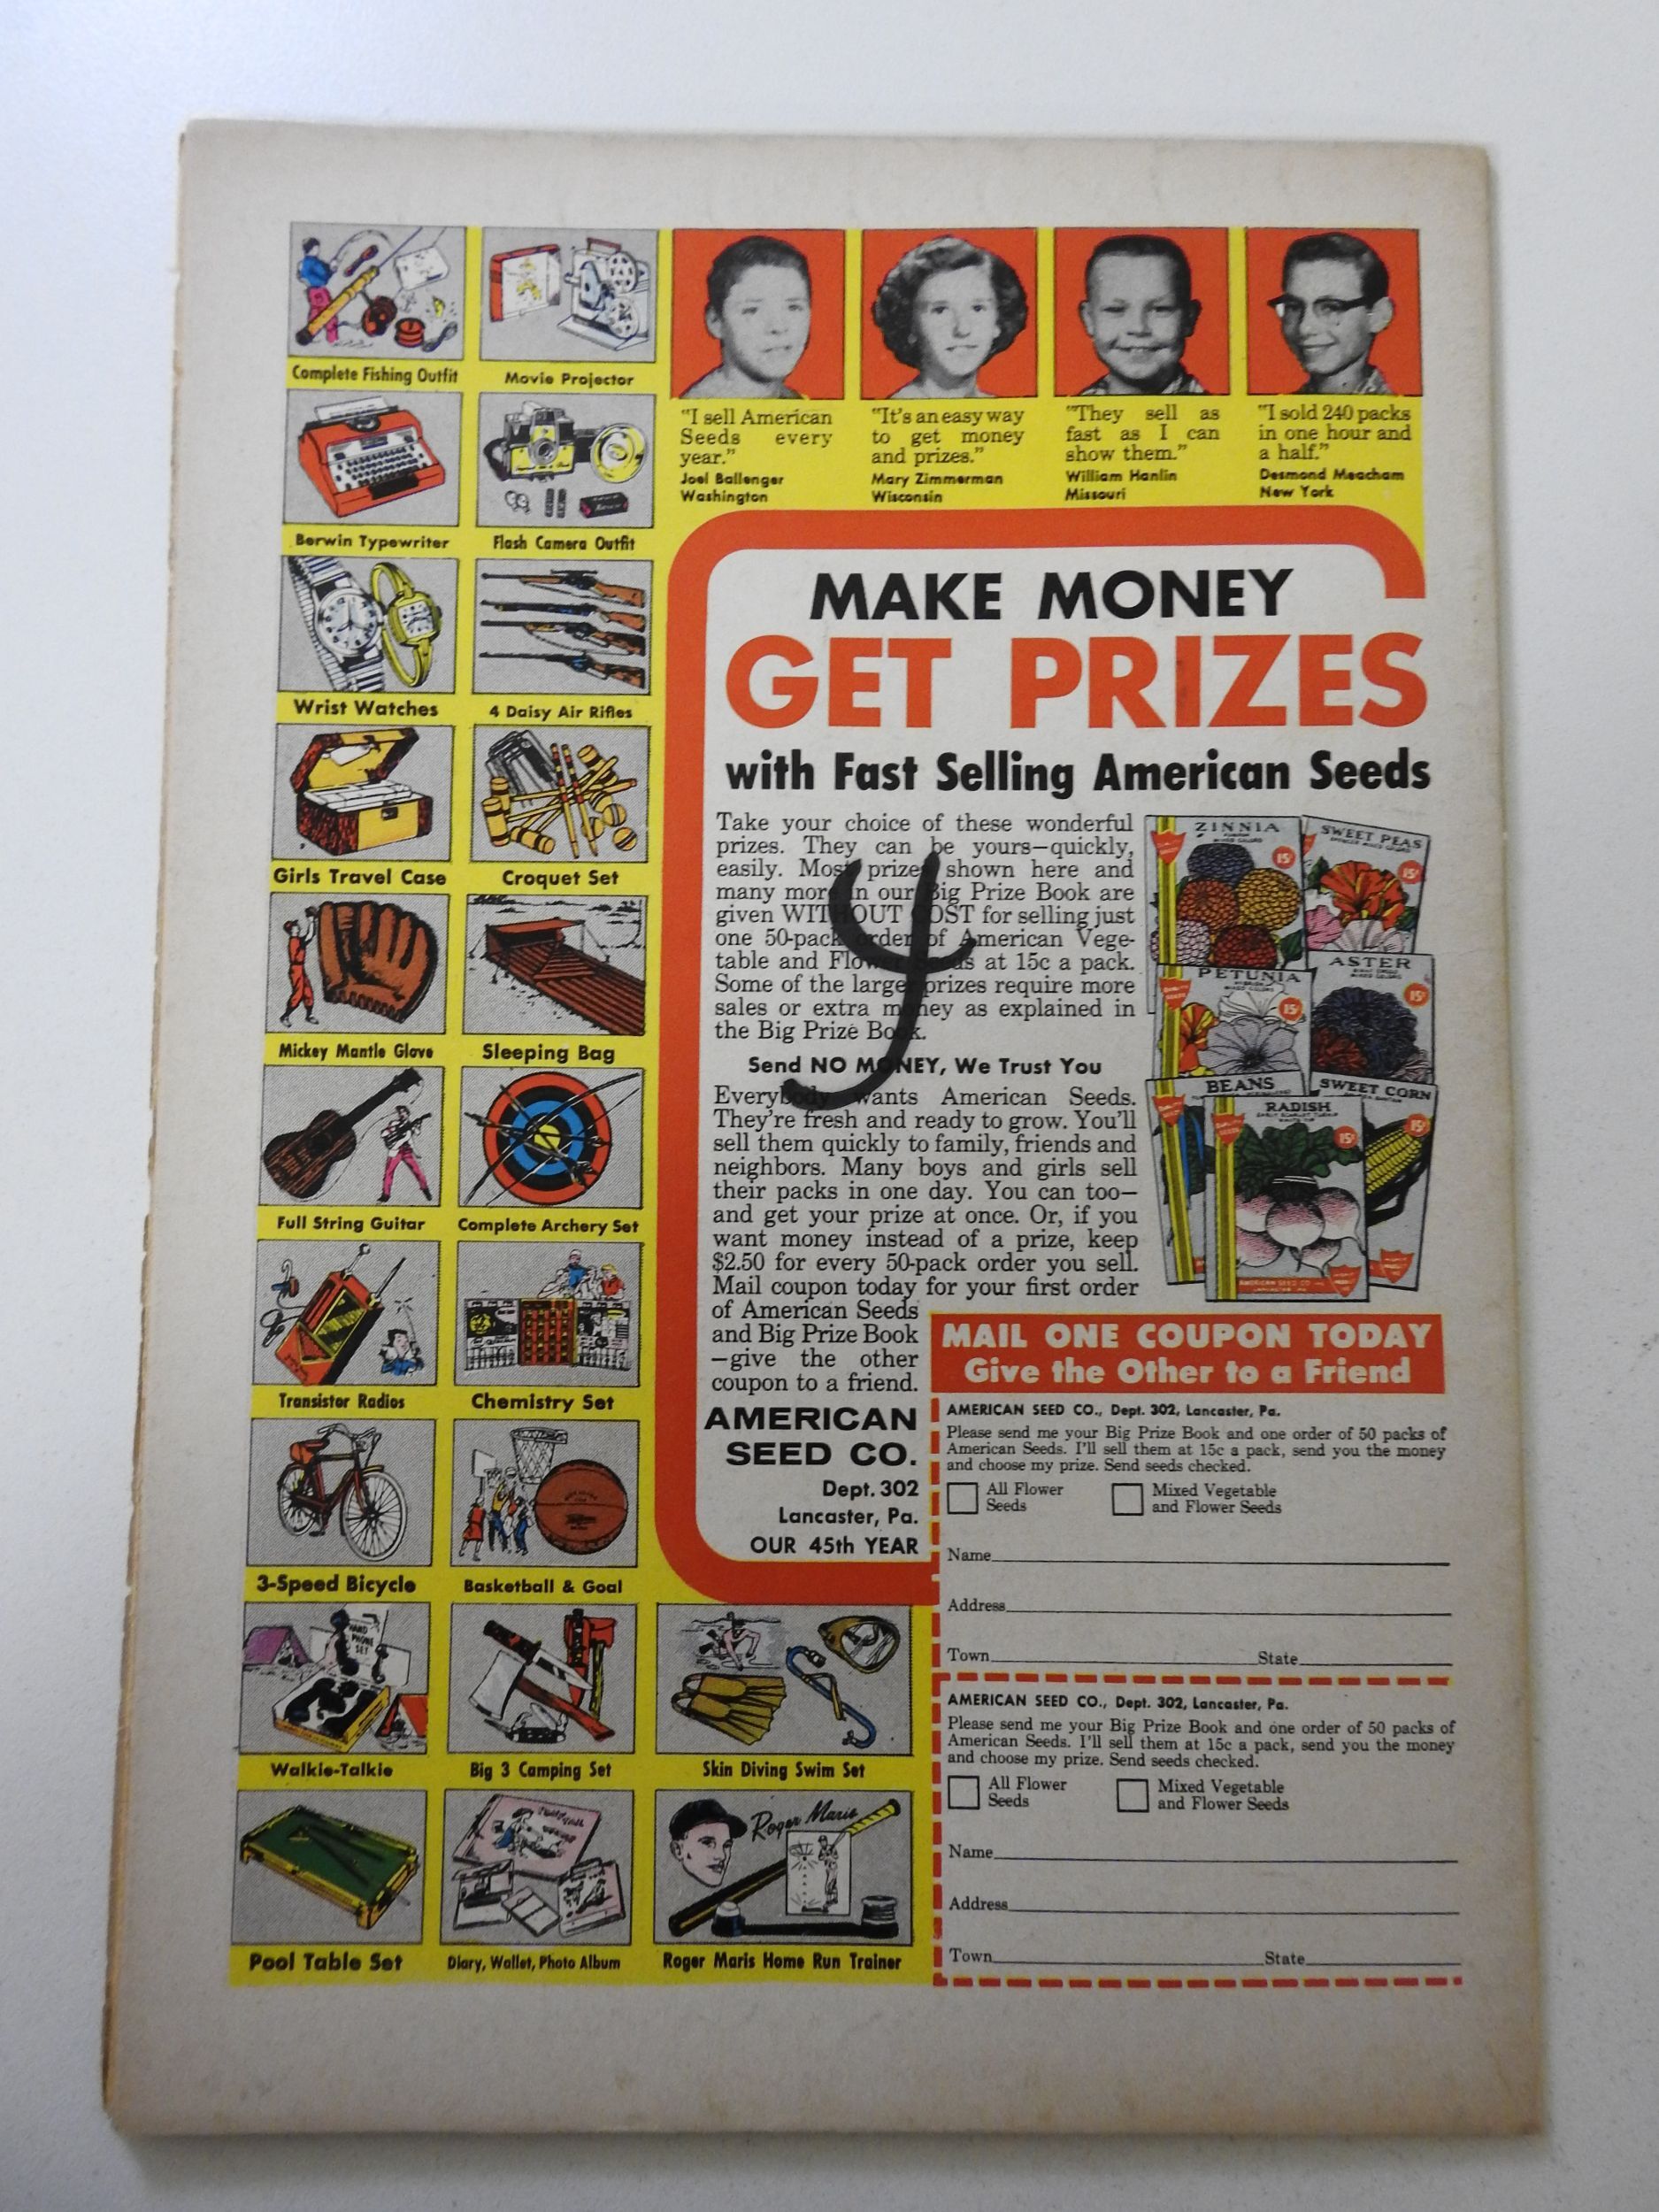 Complete Fishing Outfit
Movie Projector
Berwin Typewriter
Flash Camera Outfit
Wrist Watches
4 Daisy Air Rifles
Girls Travel Case
Croquet Set
Mickey Mantle Glove
Sleeping Bag
Full String Guitar
Complete Archery Set
Transistor Radios
Chemistry Set
3-Speed Bicycle
Basketball & Goal
HAND
PHONE
SET
Walkie-Talkie
Big 3 Camping Set
Skin Diving Swim Set
Pool Table Set
Diary, Wallet, Photo Album
Roger Maris
Roger Maris Home Run Trainer
"I sell American
Seeds every
year."
Joel Ballenger
Washington
"It's an easy way
to get money
and prizes."
Mary Zimmerman
Wisconsin
"They sell as
fast as I can
show them."
William Hanlin
Missouri
"I sold 240 packs
in one hour and
a half."
Desmond Meacham
New York
MAKE MONEY
GET PRIZES
with Fast Selling American Seeds
Take your choice of these wonderful
prizes. They can be yours—quickly,
easily. Most prizes shown here and
many more in our Big Prize Book are
given WITHOUT COST for selling just
one 50-pack order of American Vege-
table and Flower Seeds at 15c a pack.
Some of the larger prizes require more
sales or extra money as explained in
the Big Prize Book.
Send NO MONEY, We Trust You
Everybody wants American Seeds.
They're fresh and ready to grow. You'll
sell them quickly to family, friends and
neighbors. Many boys and girls sell
their packs in one day. You can too—
and get your prize at once. Or, if you
want money instead of a prize, keep
$2.50 for every 50-pack order you sell.
Mail coupon today for your first order
of American Seeds
and Big Prize Book
—give the other
coupon to a friend.
AMERICAN
SEED CO.
Dept. 302
Lancaster, Pa.
OUR 45th YEAR
y
ZINNIA
15¢
SWEET PEAS
15¢
PETUNIA
15¢
ASTER
15¢
BEANS
SWEET CORN
15¢
RADISH
15¢
AMERICAN SEED CO.
LANCASTER, PA.
MAIL ONE COUPON TODAY
Give the Other to a Friend
AMERICAN SEED CO., Dept. 302, Lancaster, Pa.
Please send me your Big Prize Book and one order of 50 packs of
American Seeds. I'll sell them at 15c a pack, send you the money
and choose my prize. Send seeds checked.
All Flower
Seeds
Mixed Vegetable
and Flower Seeds
Name
Address
Town State
AMERICAN SEED CO., Dept. 302, Lancaster, Pa.
Please send me your Big Prize Book and one order of 50 packs of
American Seeds. I'll sell them at 15c a pack, send you the money
and choose my prize. Send seeds checked.
All Flower
Seeds
Mixed Vegetable
and Flower Seeds
Name
Address
Town State